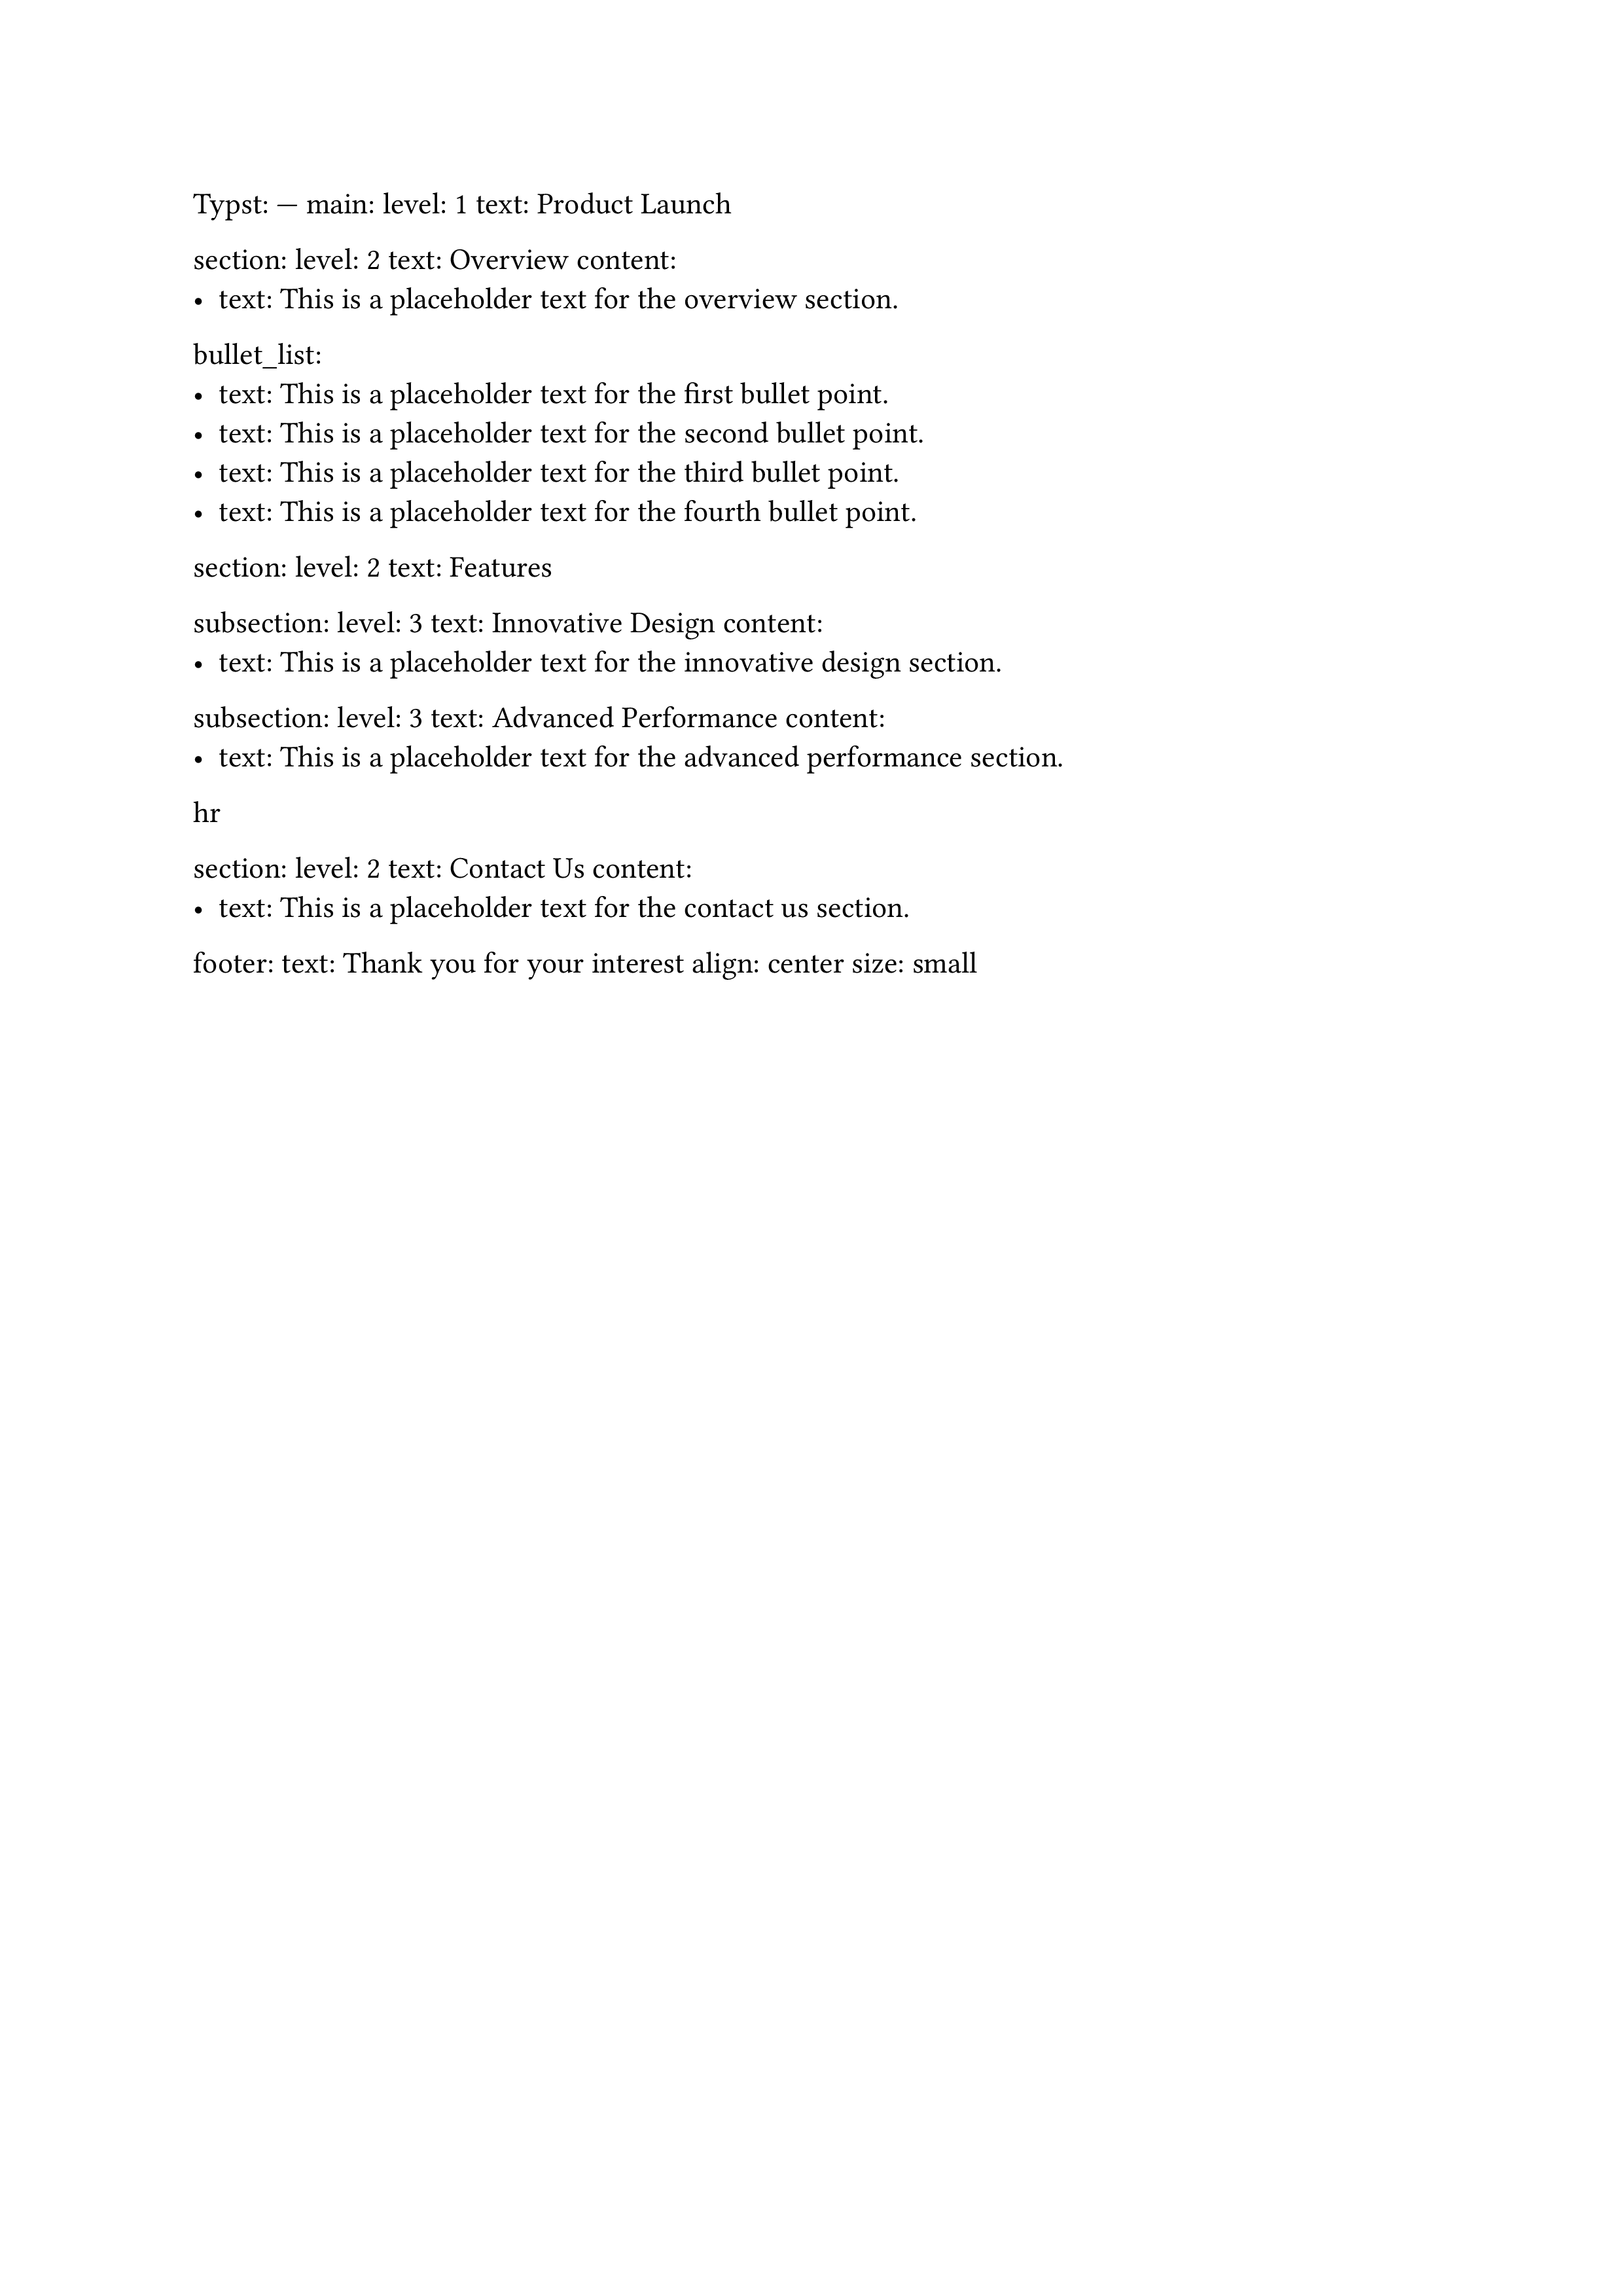 Typst: — main: level: 1 text: Product Launch
section: level: 2 text: Overview content:
• text: This is a placeholder text for the overview section.
bullet_list:
• text: This is a placeholder text for the first bullet point.
• text: This is a placeholder text for the second bullet point.
• text: This is a placeholder text for the third bullet point.
• text: This is a placeholder text for the fourth bullet point.
section: level: 2 text: Features
subsection: level: 3 text: Innovative Design content:
• text: This is a placeholder text for the innovative design section.
subsection: level: 3 text: Advanced Performance content:
• text: This is a placeholder text for the advanced performance section.
hr
section: level: 2 text: Contact Us content:
• text: This is a placeholder text for the contact us section.
footer: text: Thank you for your interest align: center size: small